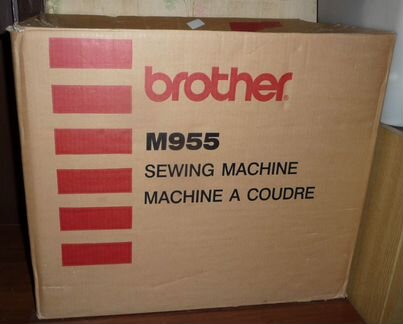 brother
M955
SEWING MACHINE
MACHINE A COUDRE